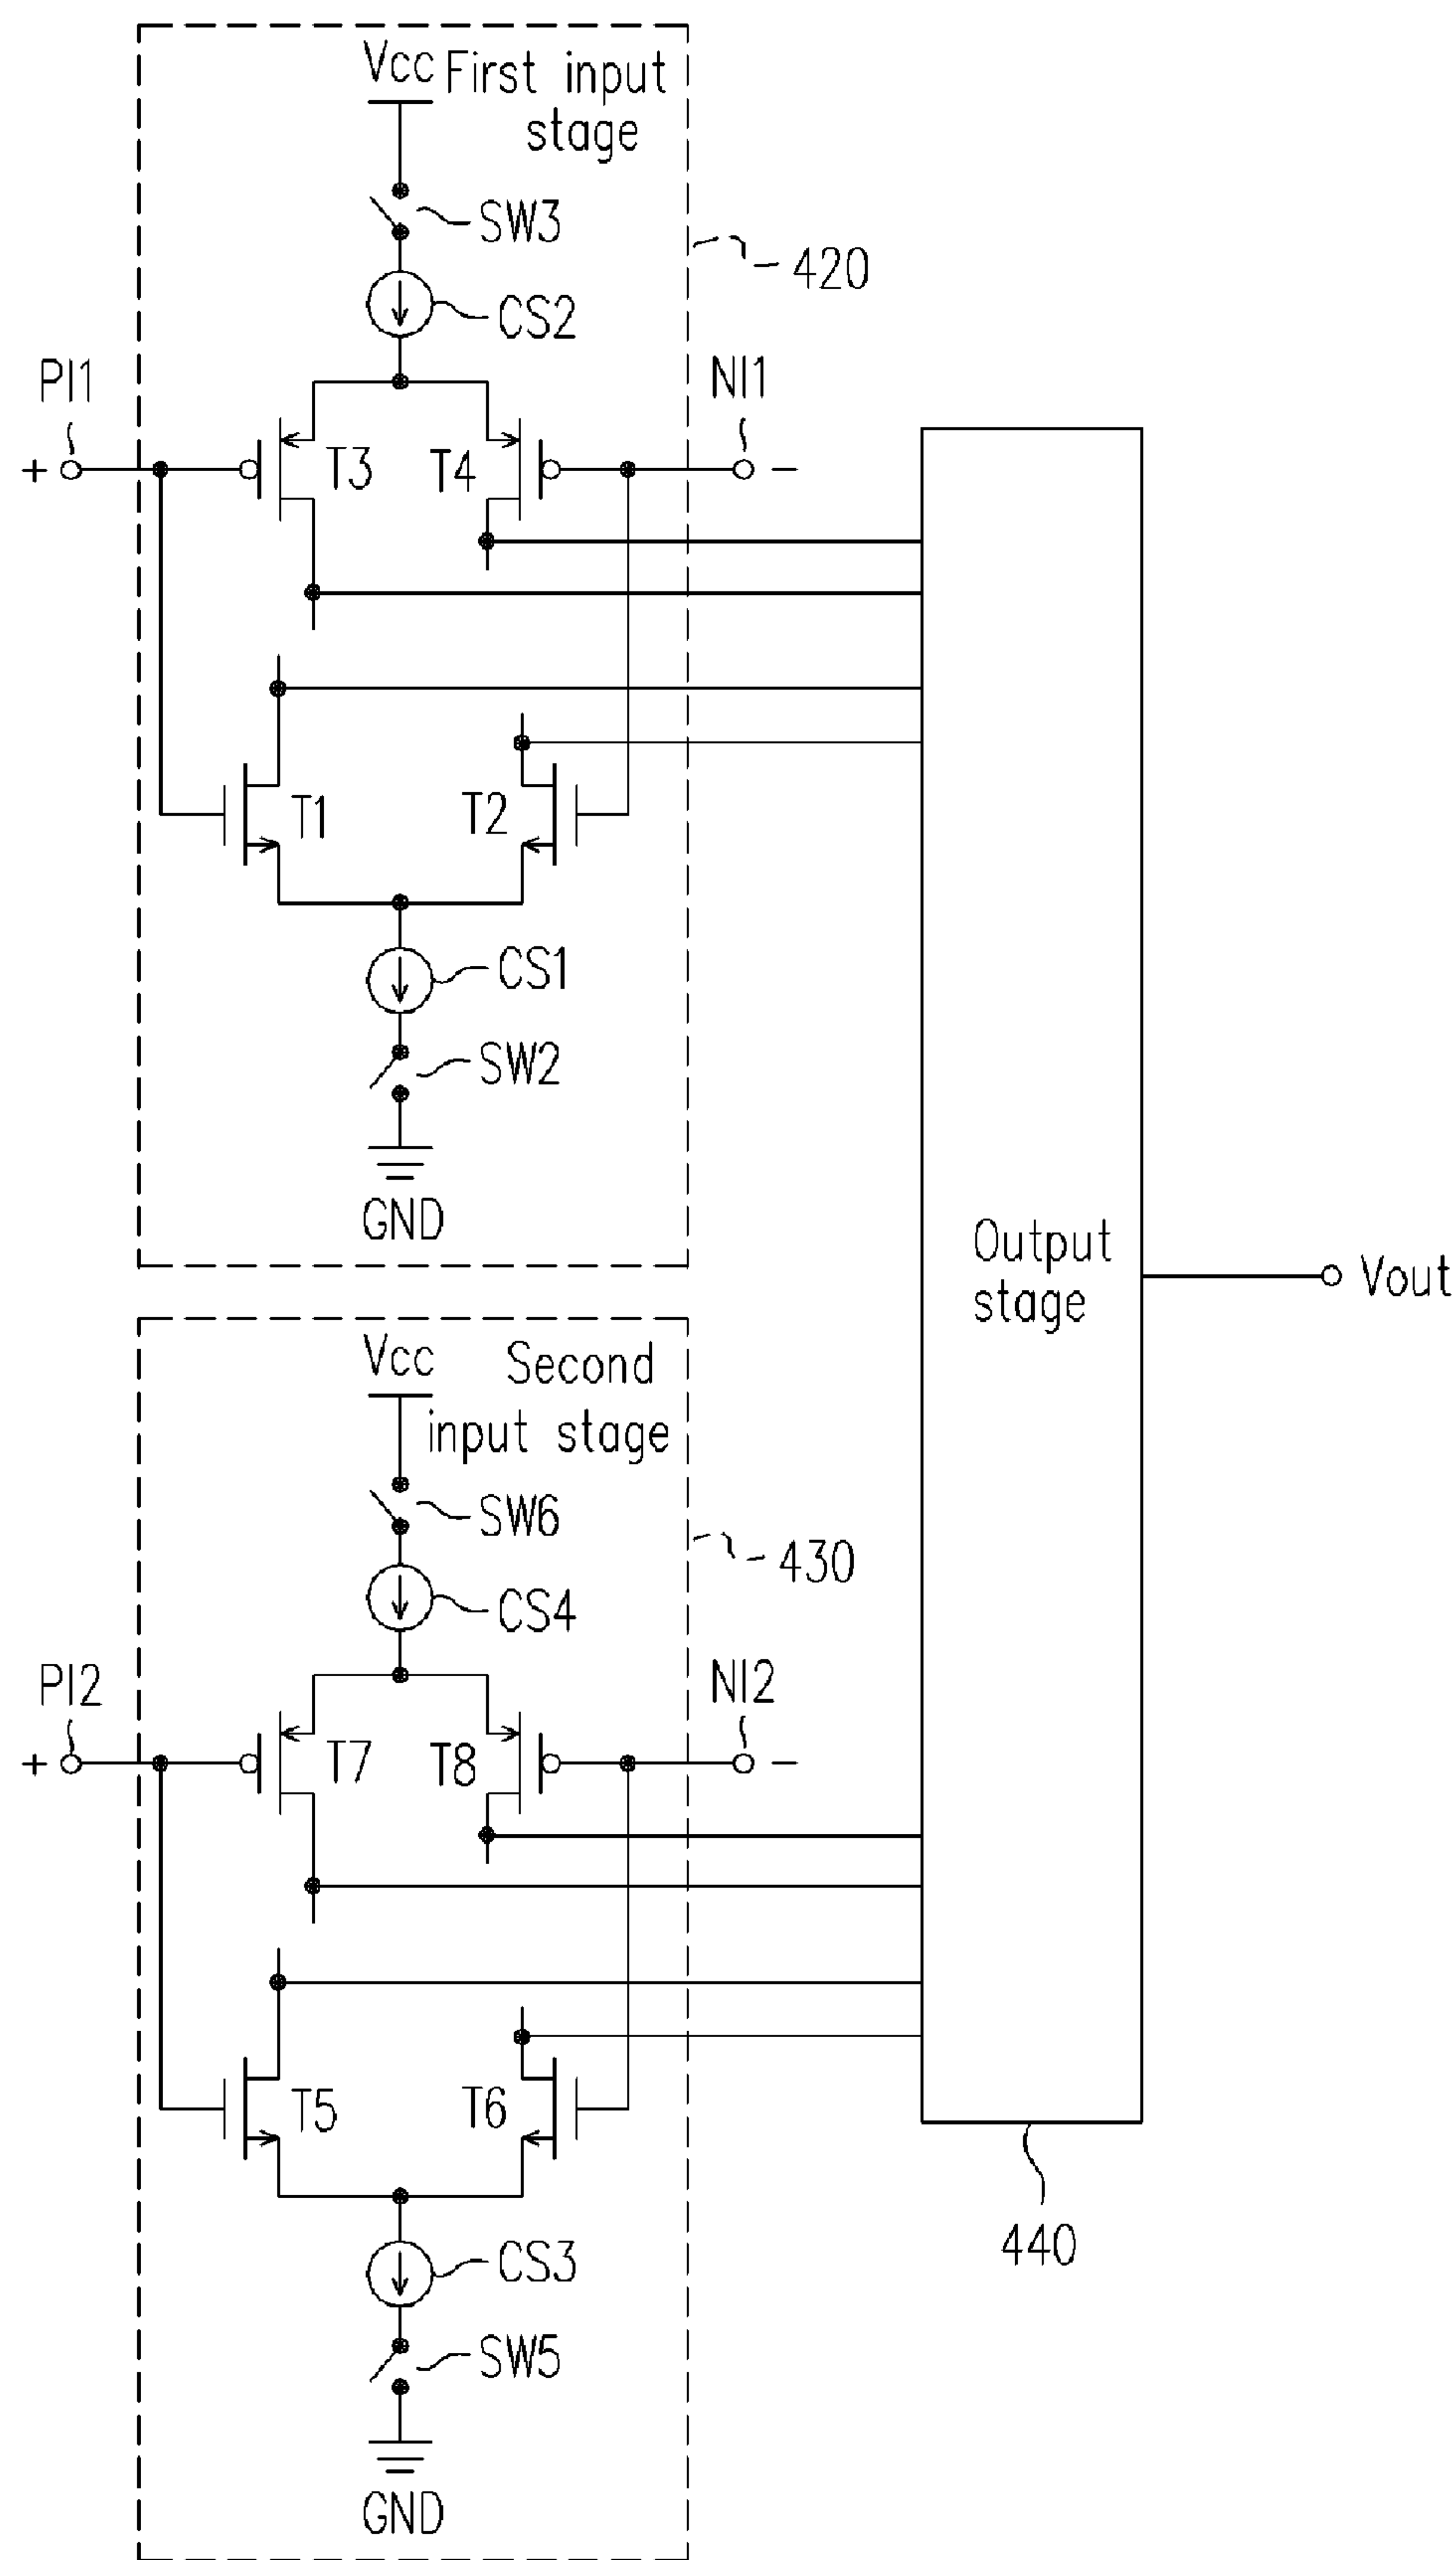 Vcc First input
stage
SW3
420
CS2
PI1
NI1
+
T3
T4
-
T1
T2
CS1
SW2
GND
Output
stage
Vout
Vcc Second
input stage
SW6
430
CS4
PI2
NI2
+
T7
T8
-
T5
T6
CS3
440
SW5
GND